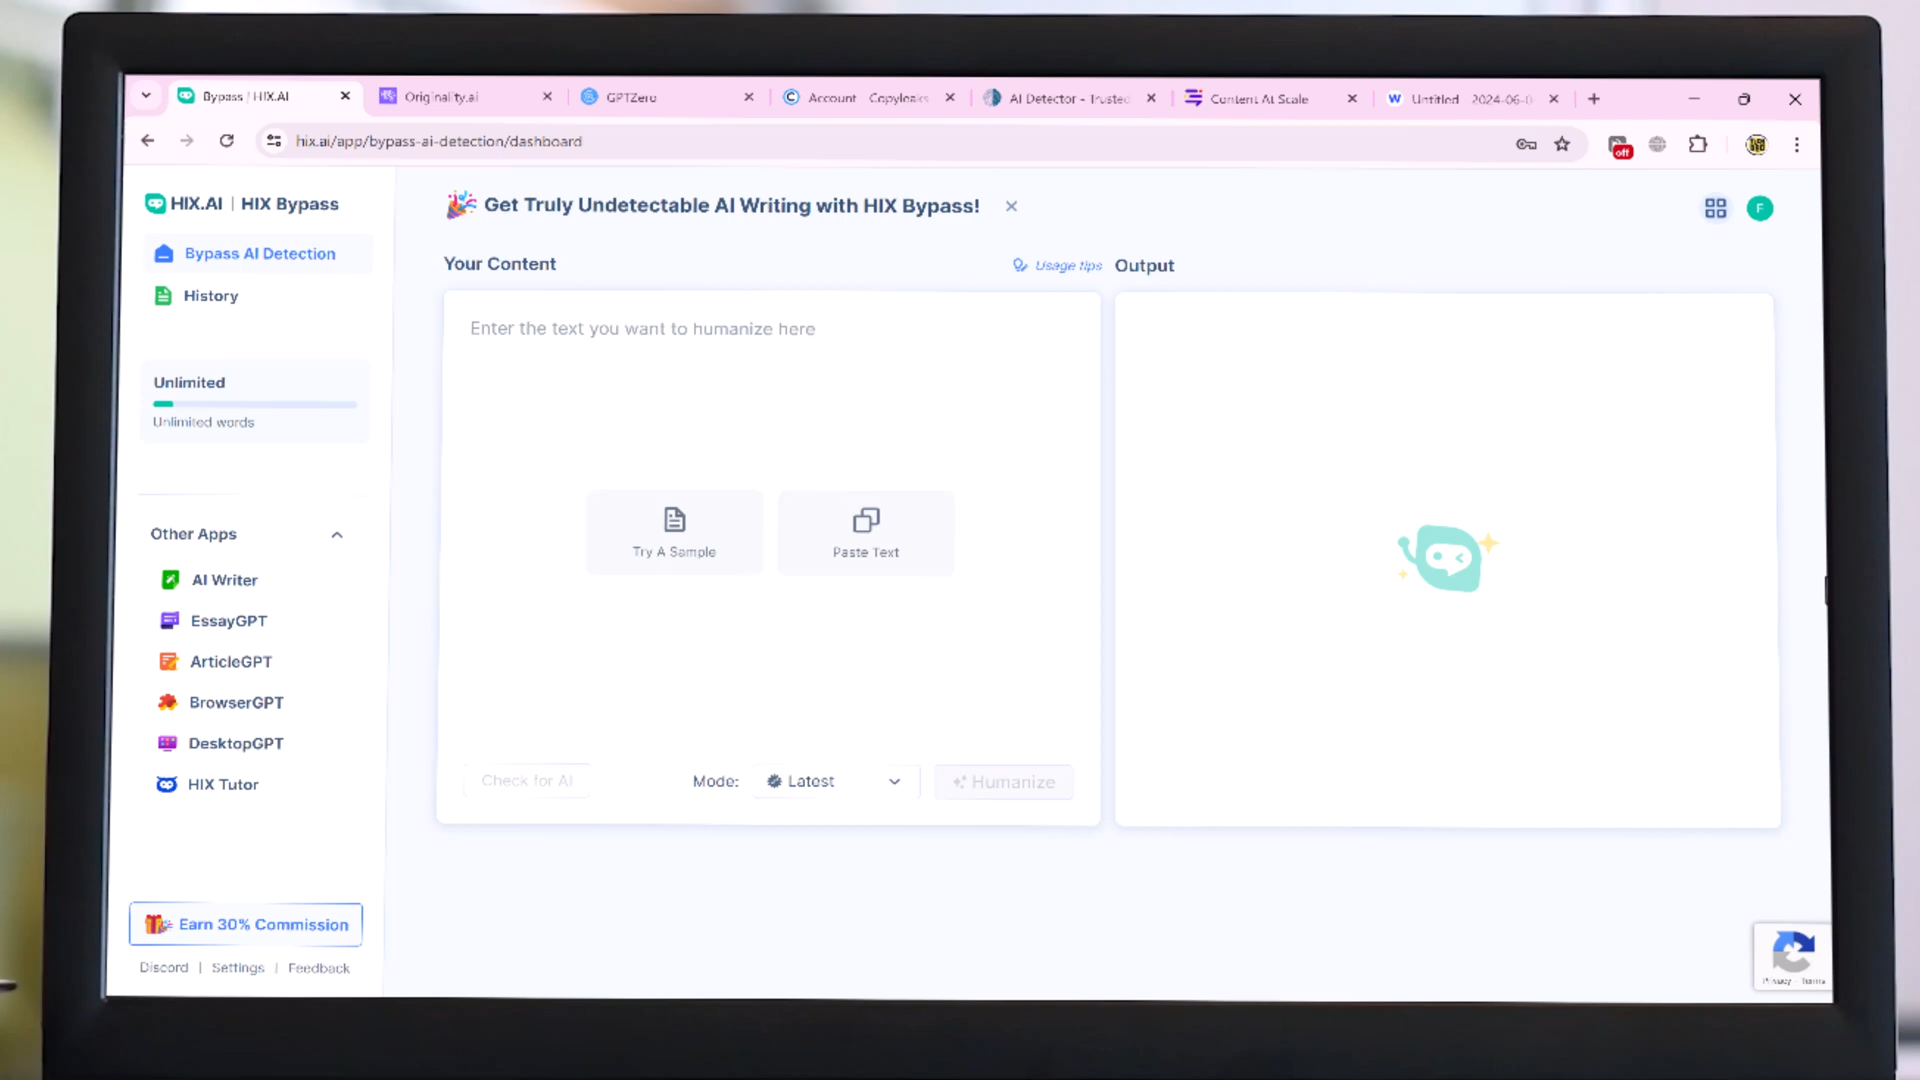 Bypass | HIX.AI
Originality.ai
GPTZero
Account Copyleaks
AI Detector - Trusted
Content At Scale
W Untitled 2024-06-0
hix.ai/app/bypass-ai-detection/dashboard
off
HIX.AI | HIX Bypass
Get Truly Undetectable AI Writing with HIX Bypass!
F
Bypass AI Detection
History
Your Content
Usage tips
Output
Enter the text you want to humanize here
Unlimited
Unlimited words
Try A Sample
Paste Text
Other Apps
AI Writer
EssayGPT
ArticleGPT
BrowserGPT
DesktopGPT
HIX Tutor
Check for AI
Mode:
Latest
Humanize
Earn 30% Commission
Discord | Settings | Feedback
Privacy - Terms